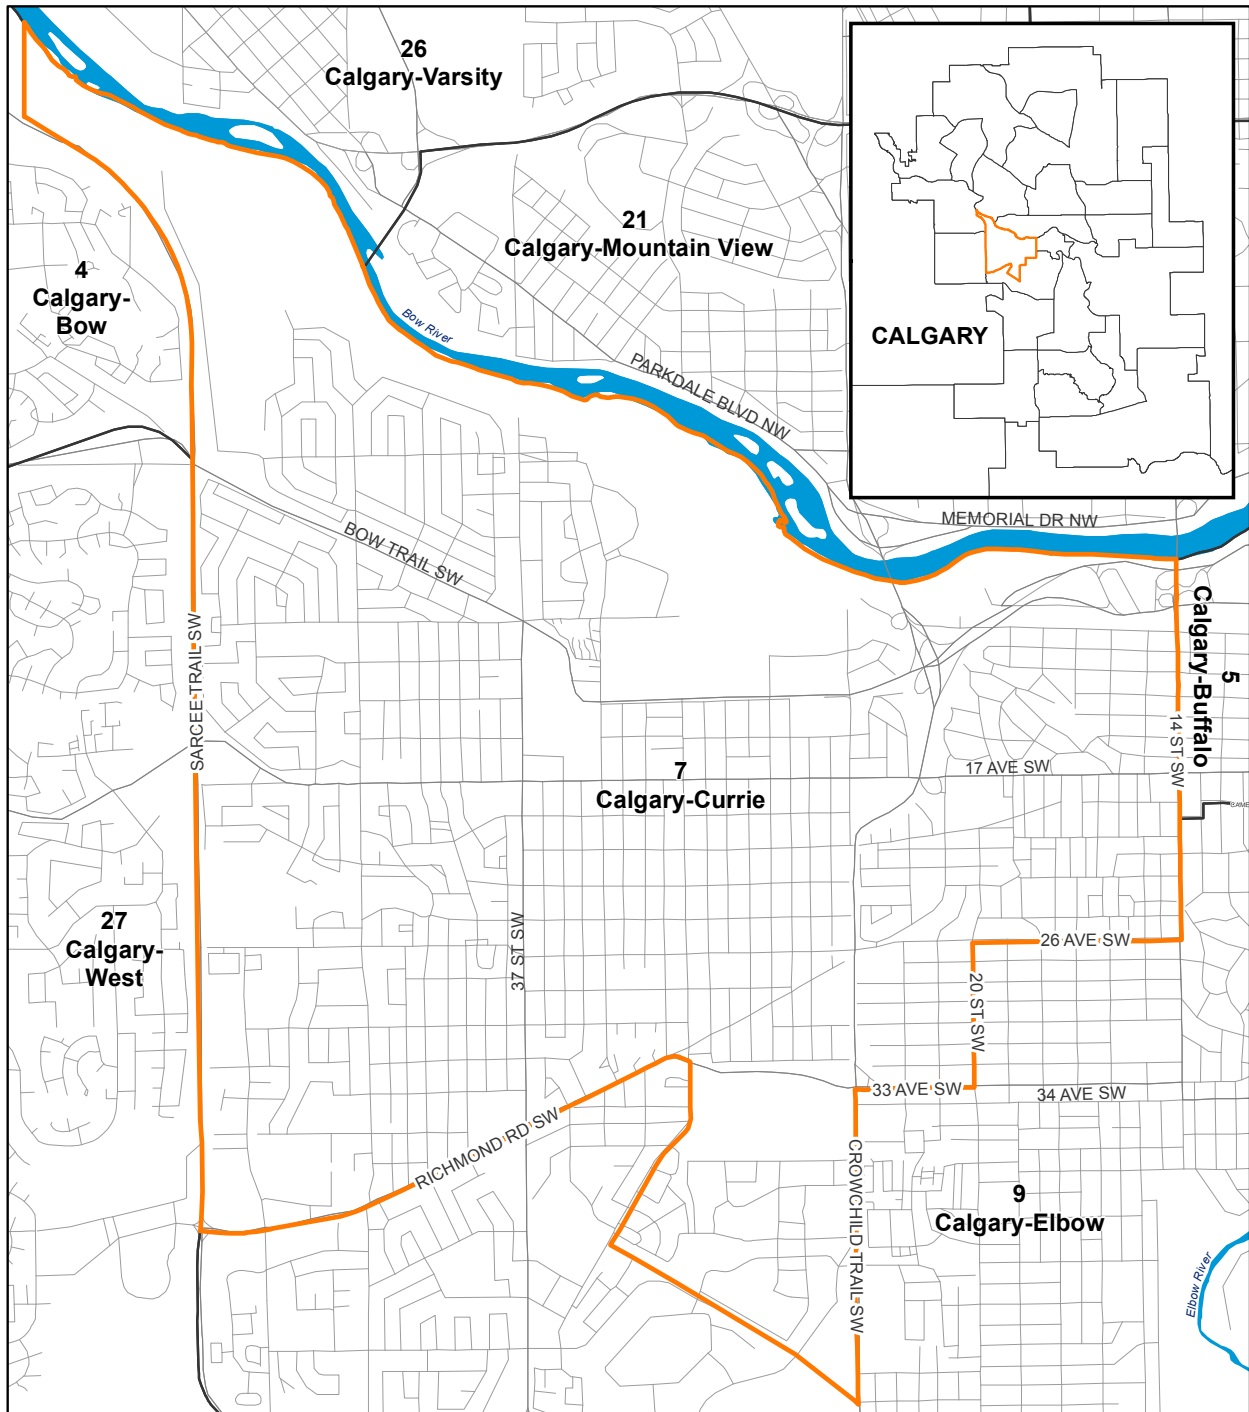 26
Calgary-Varsity
21
Calgary-Mountain View
4
Calgary-
Bow
CALGARY
Bow River
PARKDALE BLVD NW
MEMORIAL DR NW
BOW TRAIL SW
5
Calgary-Buffalo
SARCEE TRAIL SW
14 ST SW
17 AVE SW
7
Calgary-Currie
27
Calgary-
West
37 ST SW
26 AVE SW
20 ST SW
33 AVE SW
34 AVE SW
RICHMOND RD SW
CROWCHILD TRAIL SW
9
Calgary-Elbow
Elbow River